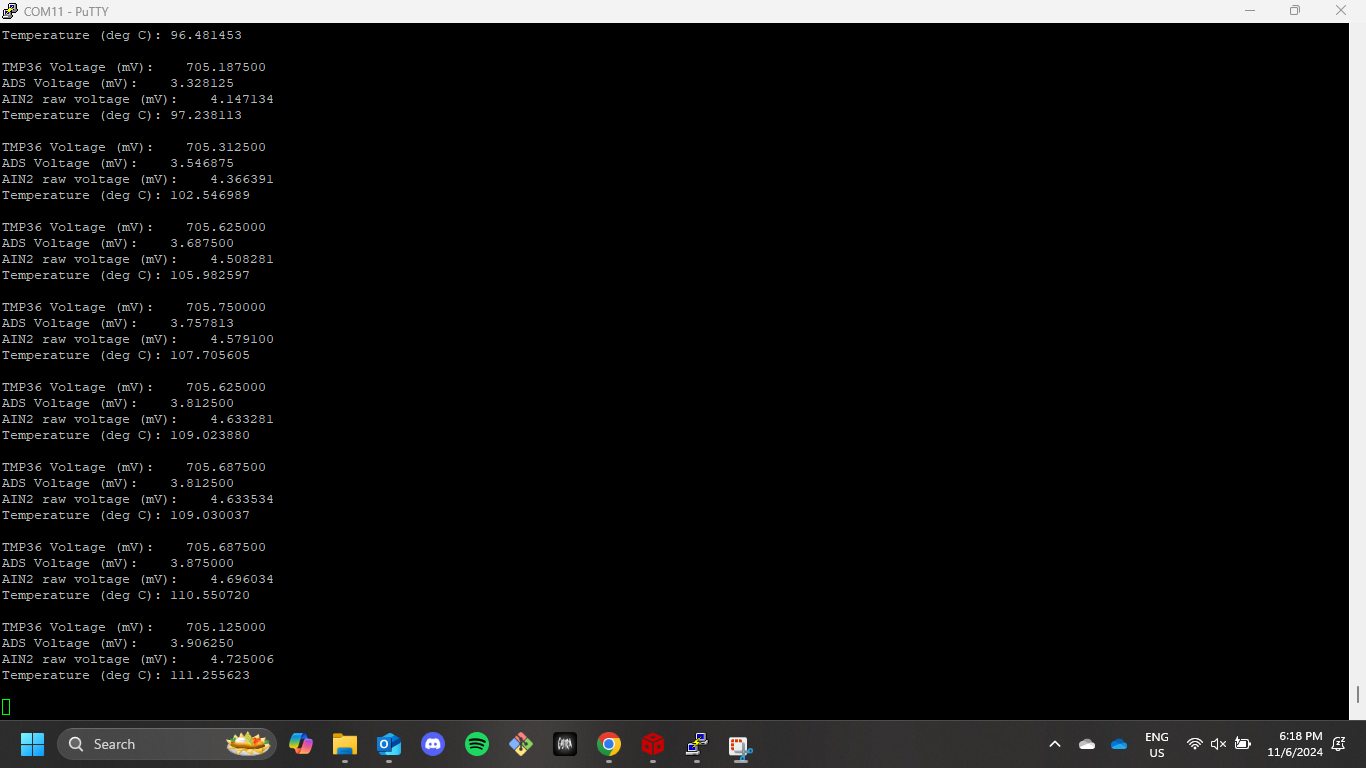 COM11 - PuTTY
Temperature (deg C): 96.481453
TMP36 Voltage (mV):    705.187500
ADS Voltage (mV):    3.328125
AIN2 raw voltage (mV):    4.147134
Temperature (deg C): 97.238113
TMP36 Voltage (mV):    705.312500
ADS Voltage (mV):    3.546875
AIN2 raw voltage (mV):    4.366391
Temperature (deg C): 102.546989
TMP36 Voltage (mV):    705.625000
ADS Voltage (mV):    3.687500
AIN2 raw voltage (mV):    4.508281
Temperature (deg C): 105.982597
TMP36 Voltage (mV):    705.750000
ADS Voltage (mV):    3.757813
AIN2 raw voltage (mV):    4.579100
Temperature (deg C): 107.705605
TMP36 Voltage (mV):    705.625000
ADS Voltage (mV):    3.812500
AIN2 raw voltage (mV):    4.633281
Temperature (deg C): 109.023880
TMP36 Voltage (mV):    705.687500
ADS Voltage (mV):    3.812500
AIN2 raw voltage (mV):    4.633534
Temperature (deg C): 109.030037
TMP36 Voltage (mV):    705.687500
ADS Voltage (mV):    3.875000
AIN2 raw voltage (mV):    4.696034
Temperature (deg C): 110.550720
TMP36 Voltage (mV):    705.125000
ADS Voltage (mV):    3.906250
AIN2 raw voltage (mV):    4.725006
Temperature (deg C): 111.255623
Search
ENG
US
6:18 PM
11/6/2024